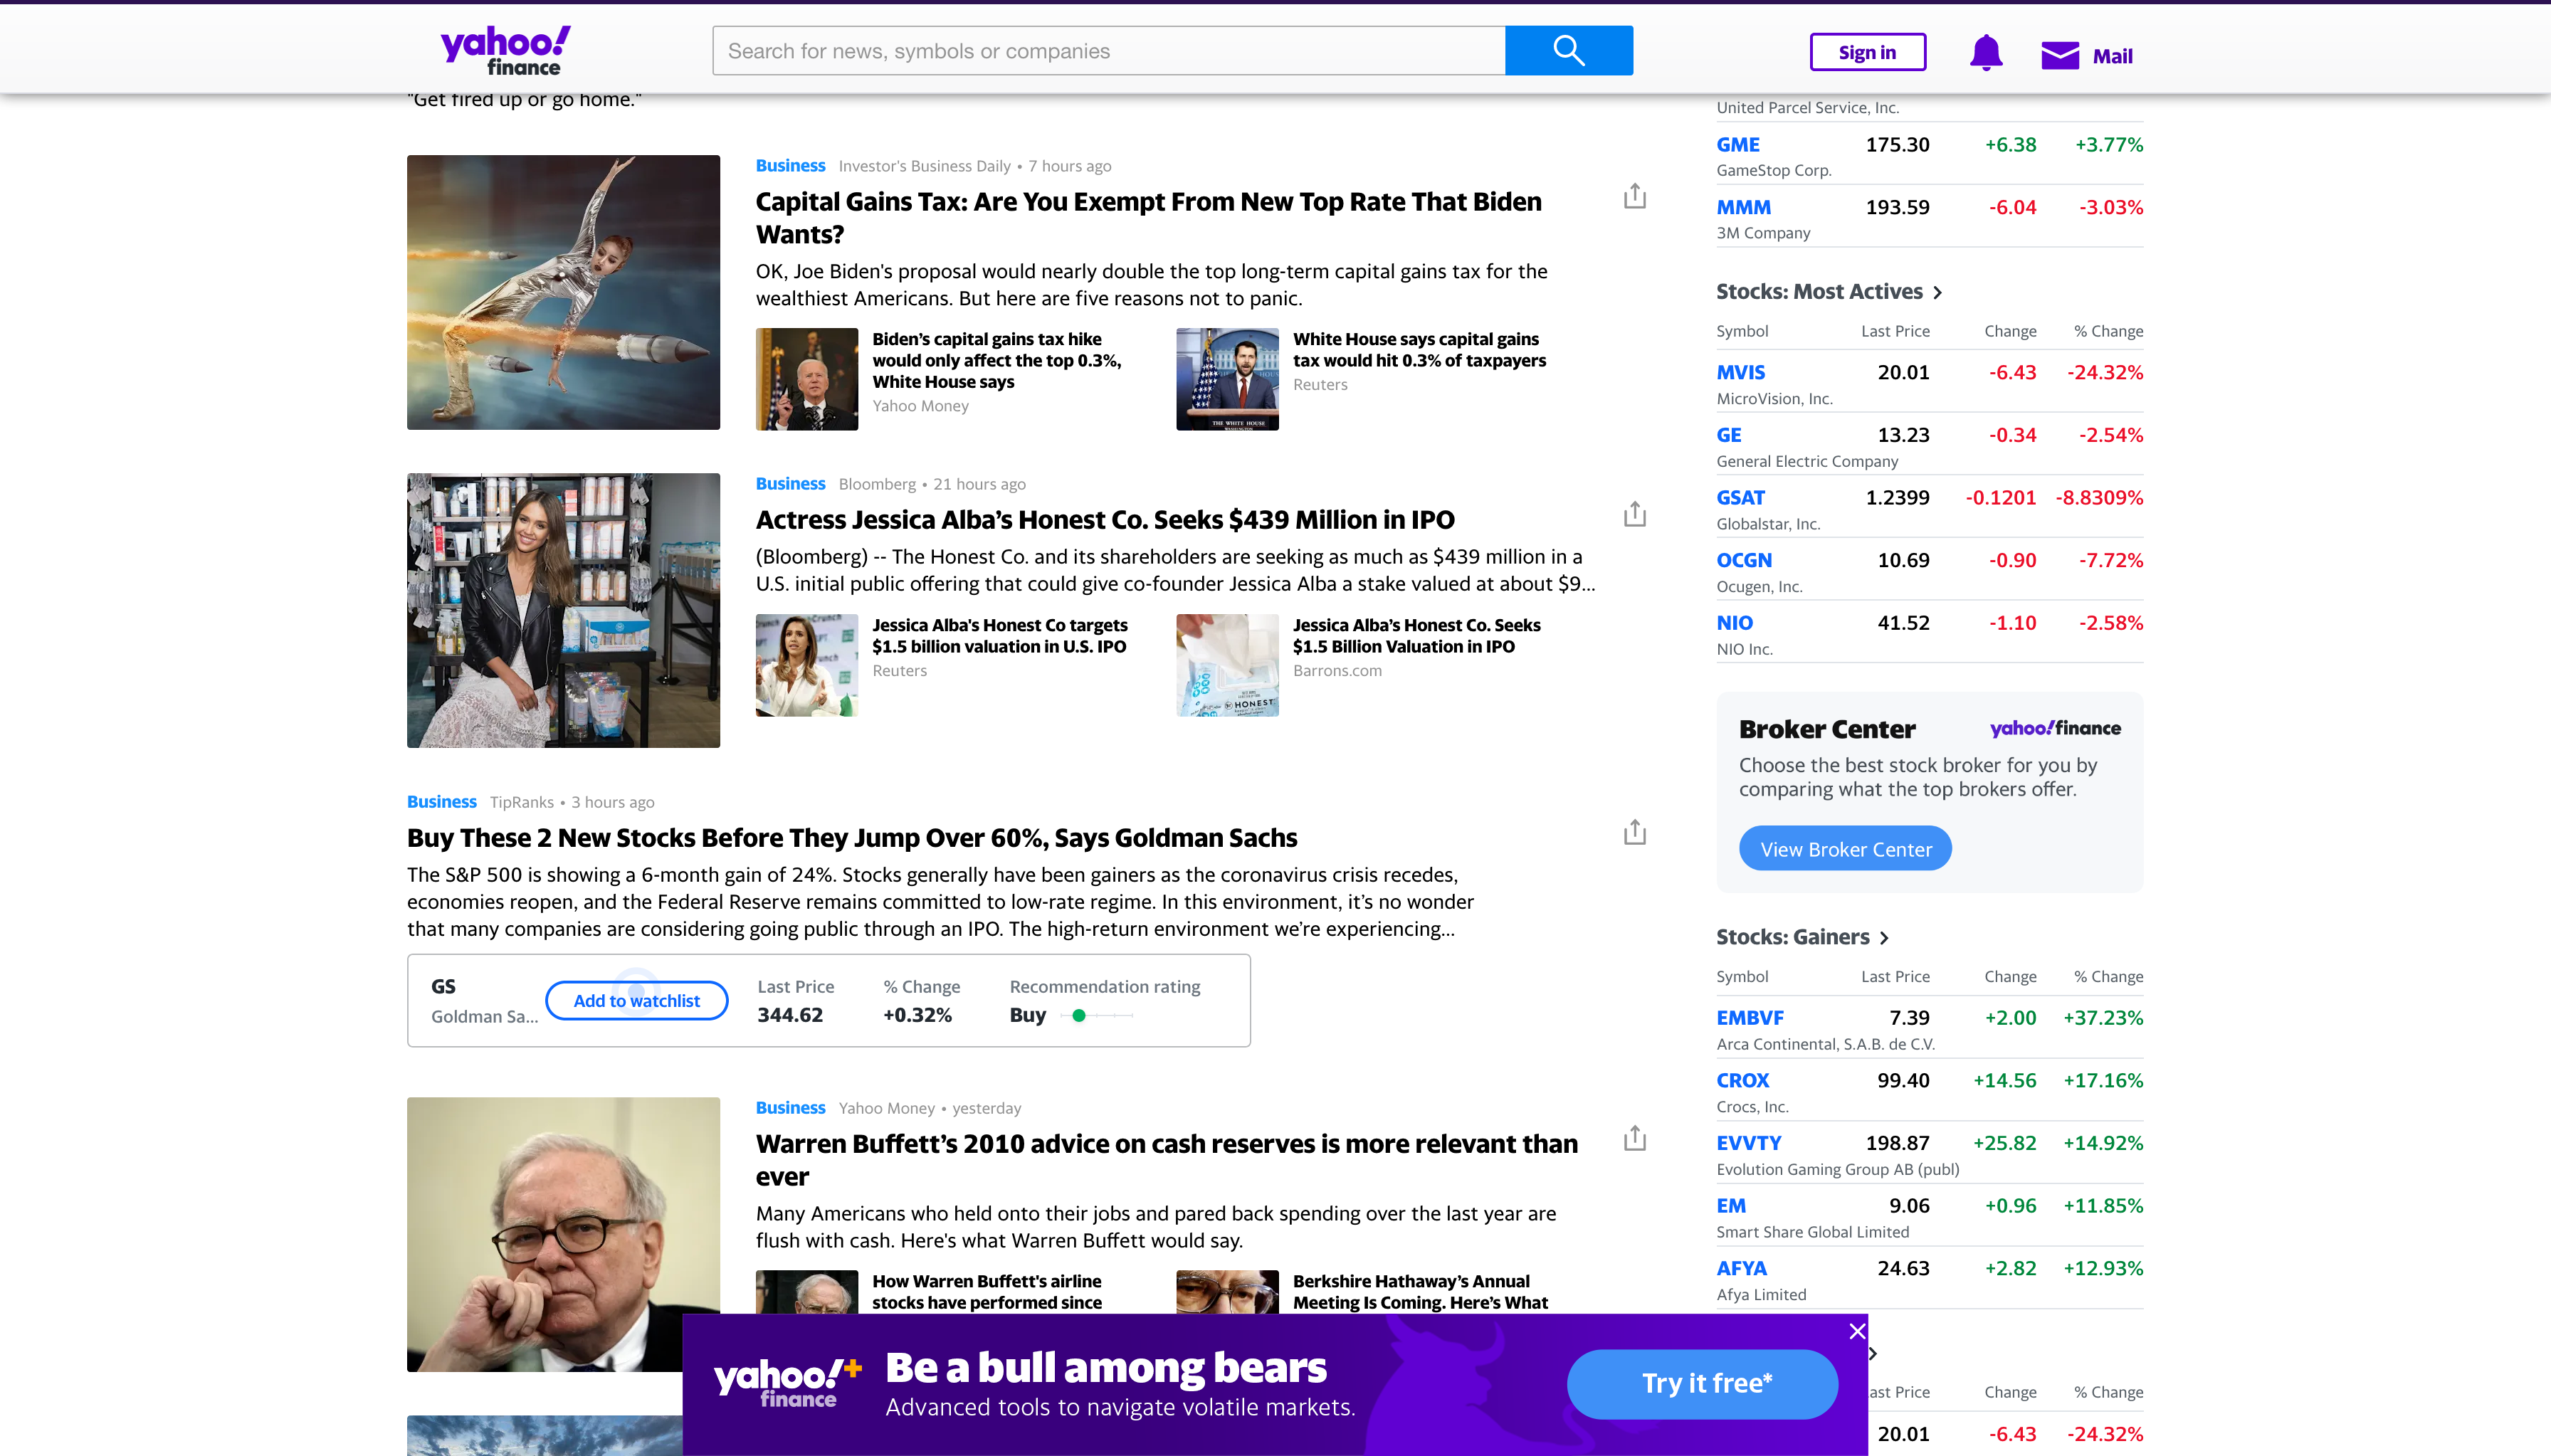 yahoo!
finance
Search for news, symbols or companies
Sign in
Mail
"Get fired up or go home."
Business Investor's Business Daily • 7 hours ago
Capital Gains Tax: Are You Exempt From New Top Rate That Biden
Wants?
OK, Joe Biden's proposal would nearly double the top long-term capital gains tax for the
wealthiest Americans. But here are five reasons not to panic.
Biden’s capital gains tax hike
would only affect the top 0.3%,
White House says
Yahoo Money
THE WHITE HOUSE
WASHINGTON
White House says capital gains
tax would hit 0.3% of taxpayers
Reuters
Business Bloomberg • 21 hours ago
Actress Jessica Alba’s Honest Co. Seeks $439 Million in IPO
(Bloomberg) -- The Honest Co. and its shareholders are seeking as much as $439 million in a
U.S. initial public offering that could give co-founder Jessica Alba a stake valued at about $9...
Jessica Alba's Honest Co targets
$1.5 billion valuation in U.S. IPO
Reuters
HONEST
Jessica Alba’s Honest Co. Seeks
$1.5 Billion Valuation in IPO
Barrons.com
Business TipRanks • 3 hours ago
Buy These 2 New Stocks Before They Jump Over 60%, Says Goldman Sachs
The S&P 500 is showing a 6-month gain of 24%. Stocks generally have been gainers as the coronavirus crisis recedes,
economies reopen, and the Federal Reserve remains committed to low-rate regime. In this environment, it’s no wonder
that many companies are considering going public through an IPO. The high-return environment we’re experiencing...
GS
Goldman Sa...
Add to watchlist
Last Price % Change Recommendation rating
344.62 +0.32% Buy
Business Yahoo Money • yesterday
Warren Buffett’s 2010 advice on cash reserves is more relevant than
ever
Many Americans who held onto their jobs and pared back spending over the last year are
flush with cash. Here's what Warren Buffett would say.
How Warren Buffett's airline
stocks have performed since
Berkshire Hathaway’s Annual
Meeting Is Coming. Here’s What
United Parcel Service, Inc.
GME 175.30 +6.38 +3.77%
GameStop Corp.
MMM 193.59 -6.04 -3.03%
3M Company
Stocks: Most Actives
Symbol Last Price Change % Change
MVIS 20.01 -6.43 -24.32%
MicroVision, Inc.
GE 13.23 -0.34 -2.54%
General Electric Company
GSAT 1.2399 -0.1201 -8.8309%
Globalstar, Inc.
OCGN 10.69 -0.90 -7.72%
Ocugen, Inc.
NIO 41.52 -1.10 -2.58%
NIO Inc.
Broker Center yahoo!finance
Choose the best stock broker for you by
comparing what the top brokers offer.
View Broker Center
Stocks: Gainers
Symbol Last Price Change % Change
EMBVF 7.39 +2.00 +37.23%
Arca Continental, S.A.B. de C.V.
CROX 99.40 +14.56 +17.16%
Crocs, Inc.
EVVTY 198.87 +25.82 +14.92%
Evolution Gaming Group AB (publ)
EM 9.06 +0.96 +11.85%
Smart Share Global Limited
AFYA 24.63 +2.82 +12.93%
Afya Limited
ast Price Change % Change
20.01 -6.43 -24.32%
yahoo!+
finance
Be a bull among bears
Advanced tools to navigate volatile markets.
Try it free*